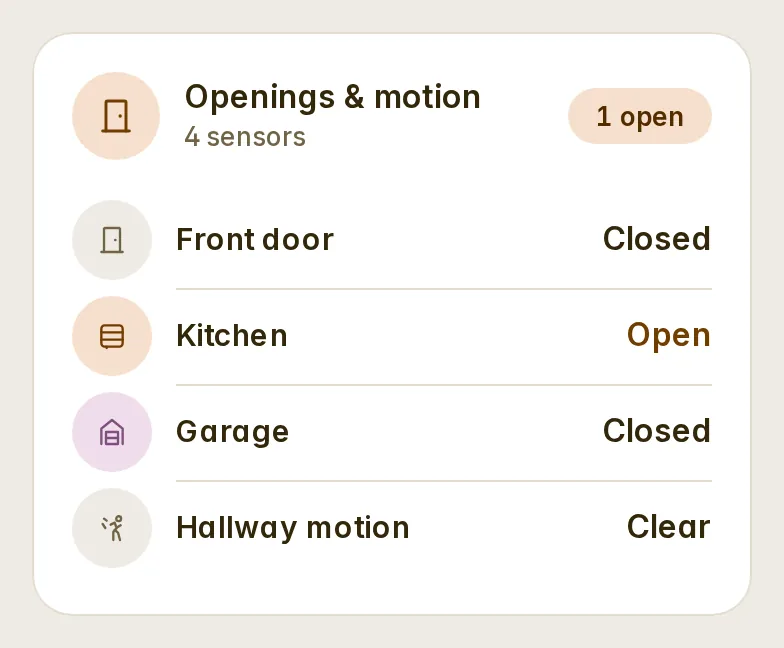 Openings & motion
4 sensors
1 open
Front door
Closed
Kitchen
Open
Garage
Closed
Hallway motion
Clear